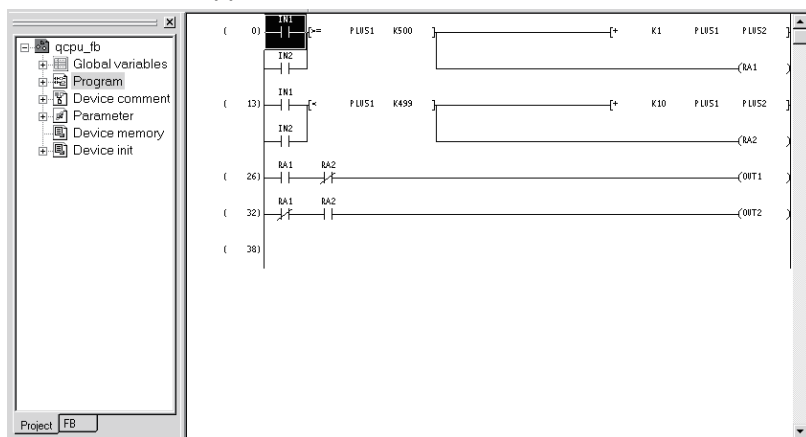 qcpu_fb
Global variables
Program
Device comment
Parameter
Device memory
Device init
Project FB
IN1
( 0) [>= PLUS1 K500 ] [+ K1 PLUS1 PLUS2 ]
IN2
(RA1 )
IN1
( 13) [< PLUS1 K499 ] [+ K10 PLUS1 PLUS2 ]
IN2
(RA2 )
RA1 RA2
( 26) (OUT1 )
RA1 RA2
( 32) (OUT2 )
( 38)